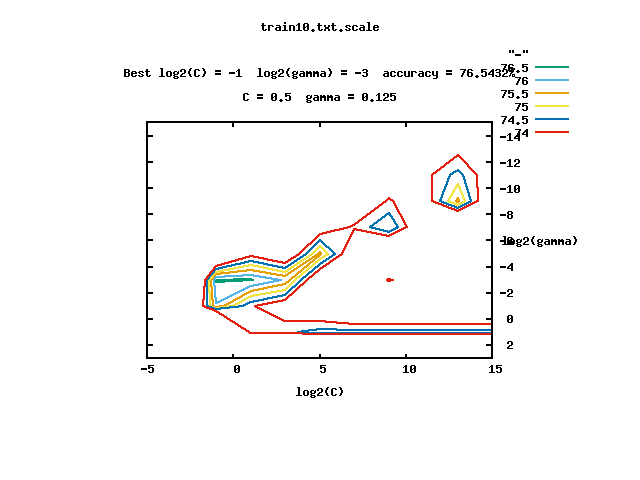 train10.txt.scale
"-"
Best log2(C) = -1 log2(gamma) = -3 accuracy = 76.5432%
76.5
76
C = 0.5 gamma = 0.125
75.5
75
74.5
74
-14
-12
-10
-8
-6
log2(gamma)
-4
-2
0
2
-5 0 5 10 15
log2(C)